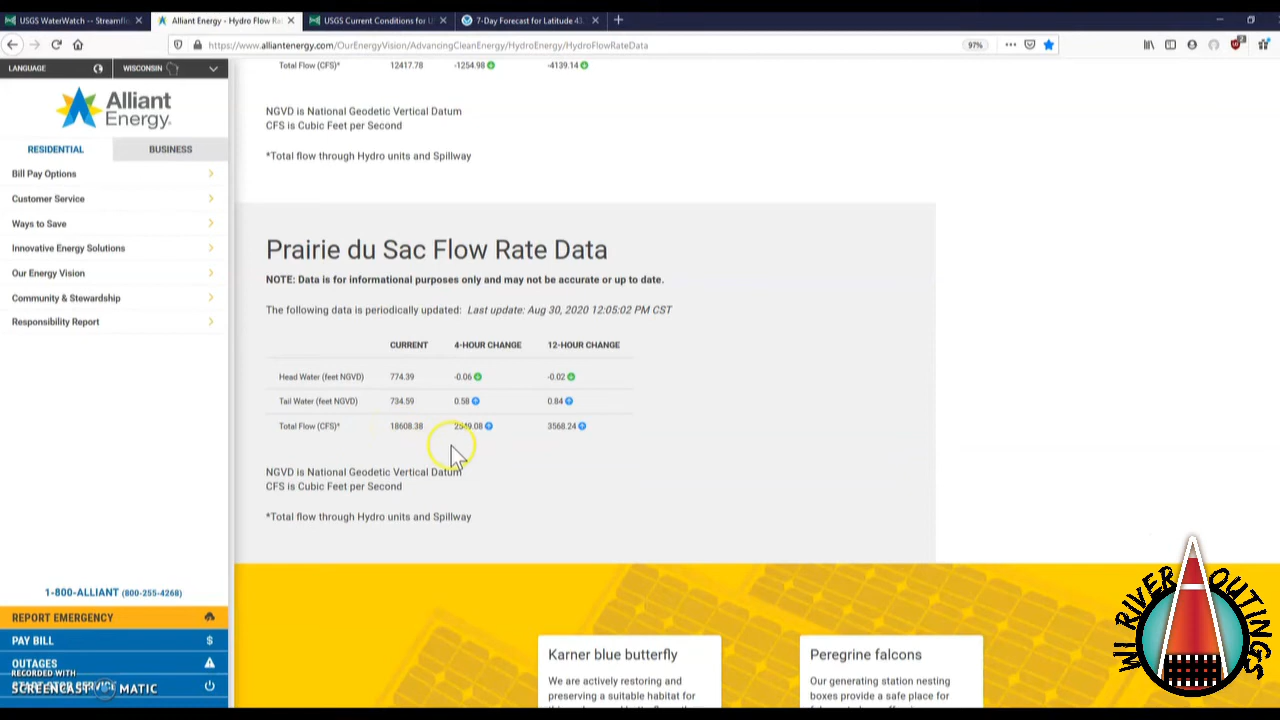 USGS WaterWatch -- Streamfl
Alliant Energy - Hydro Flow Ra
USGS Current Conditions for U
7-Day Forecast for Latitude 43.
https://www.alliantenergy.com/OurEnergyVision/AdvancingCleanEnergy/HydroEnergy/HydroFlowRateData
97%
LANGUAGE
WISCONSIN
Alliant
Energy.
RESIDENTIAL
BUSINESS
Bill Pay Options
Customer Service
Ways to Save
Innovative Energy Solutions
Our Energy Vision
Community & Stewardship
Responsibility Report
1-800-ALLIANT (800-255-4268)
REPORT EMERGENCY
PAY BILL $
OUTAGES
RECORDED WITH
SCREENCAST MATIC
Total Flow (CFS)* 12417.78 -1254.98 -4139.14
NGVD is National Geodetic Vertical Datum
CFS is Cubic Feet per Second
*Total flow through Hydro units and Spillway
Prairie du Sac Flow Rate Data
NOTE: Data is for informational purposes only and may not be accurate or up to date.
The following data is periodically updated: Last update: Aug 30, 2020 12:05:02 PM CST
CURRENT 4-HOUR CHANGE 12-HOUR CHANGE
Head Water (feet NGVD) 774.39 -0.06 -0.02
Tail Water (feet NGVD) 734.59 0.58 0.84
Total Flow (CFS)* 18608.38 3568.24
NGVD is National Geodetic Vertical Datum
CFS is Cubic Feet per Second
*Total flow through Hydro units and Spillway
Karner blue butterfly
We are actively restoring and
preserving a suitable habitat for
Peregrine falcons
Our generating station nesting
boxes provide a safe place for
WI RIVER OUTINGS